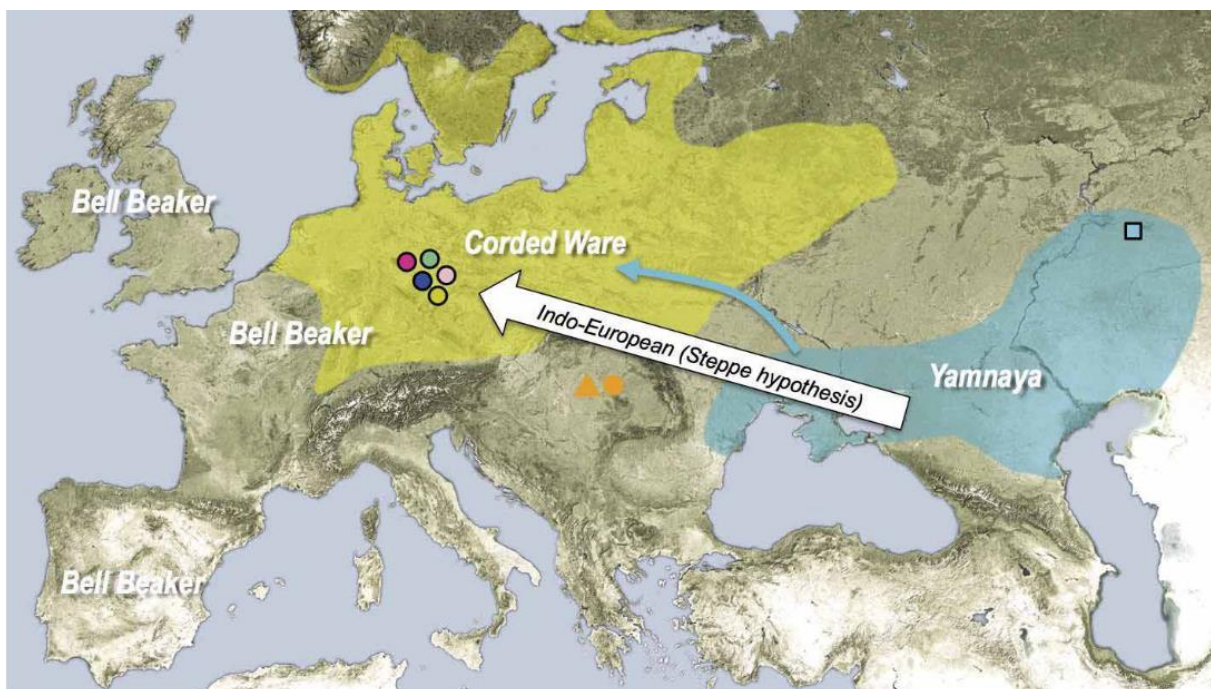 Bell Beaker
Corded Ware
Bell Beaker
Indo-European (Steppe hypothesis)
Yamnaya
Bell Beaker